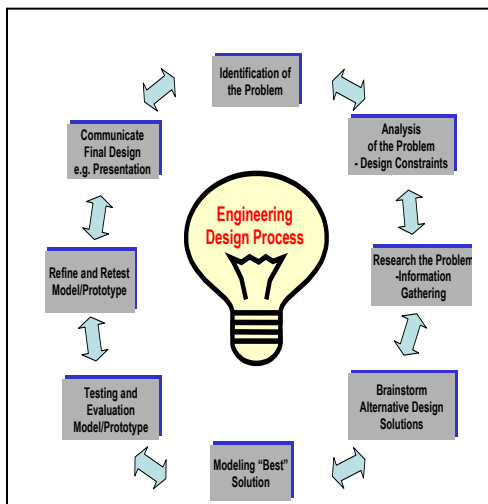 Identification of
the Problem
Analysis
of the Problem
- Design Constraints
Research the Problem
-Information
Gathering
Brainstorm
Alternative Design
Solutions
Modeling “Best”
Solution
Testing and
Evaluation
Model/Prototype
Refine and Retest
Model/Prototype
Communicate
Final Design
e.g. Presentation
Engineering
Design Process